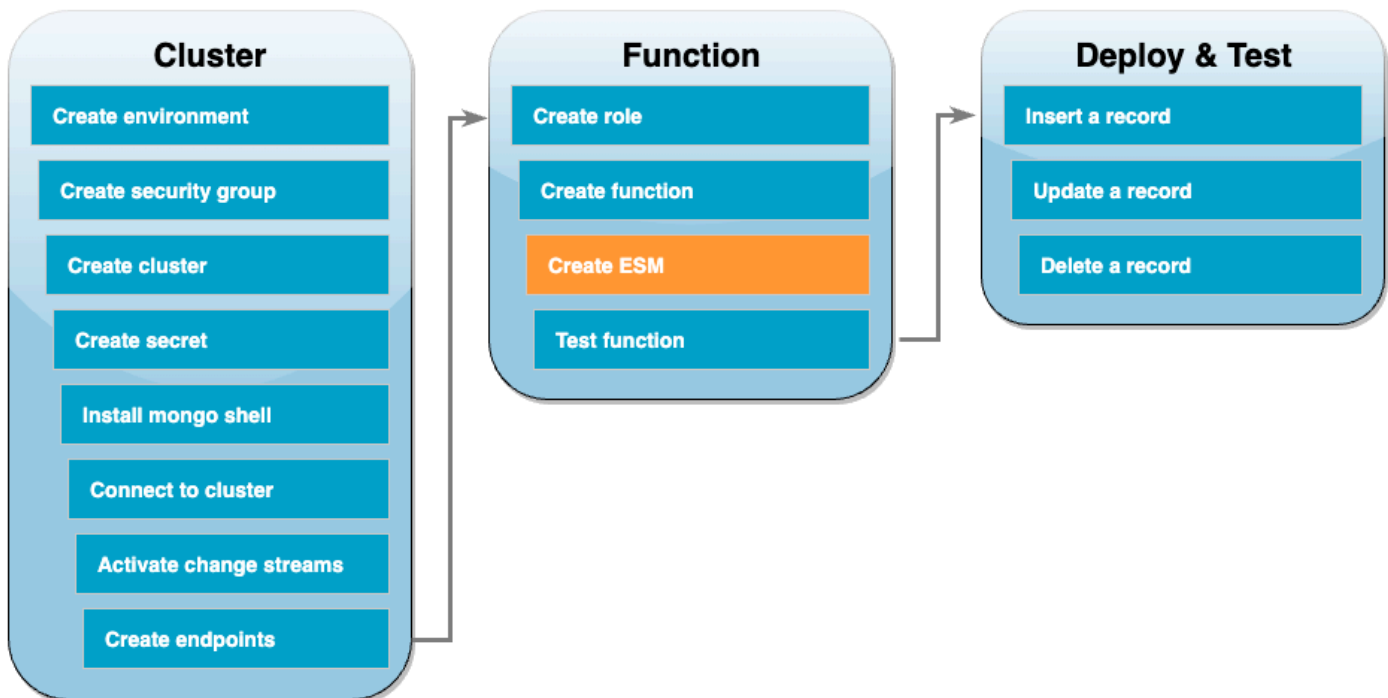 Cluster
Create environment
Create security group
Create cluster
Create secret
Install mongo shell
Connect to cluster
Activate change streams
Create endpoints
Function
Create role
Create function
Create ESM
Test function
Deploy & Test
Insert a record
Update a record
Delete a record